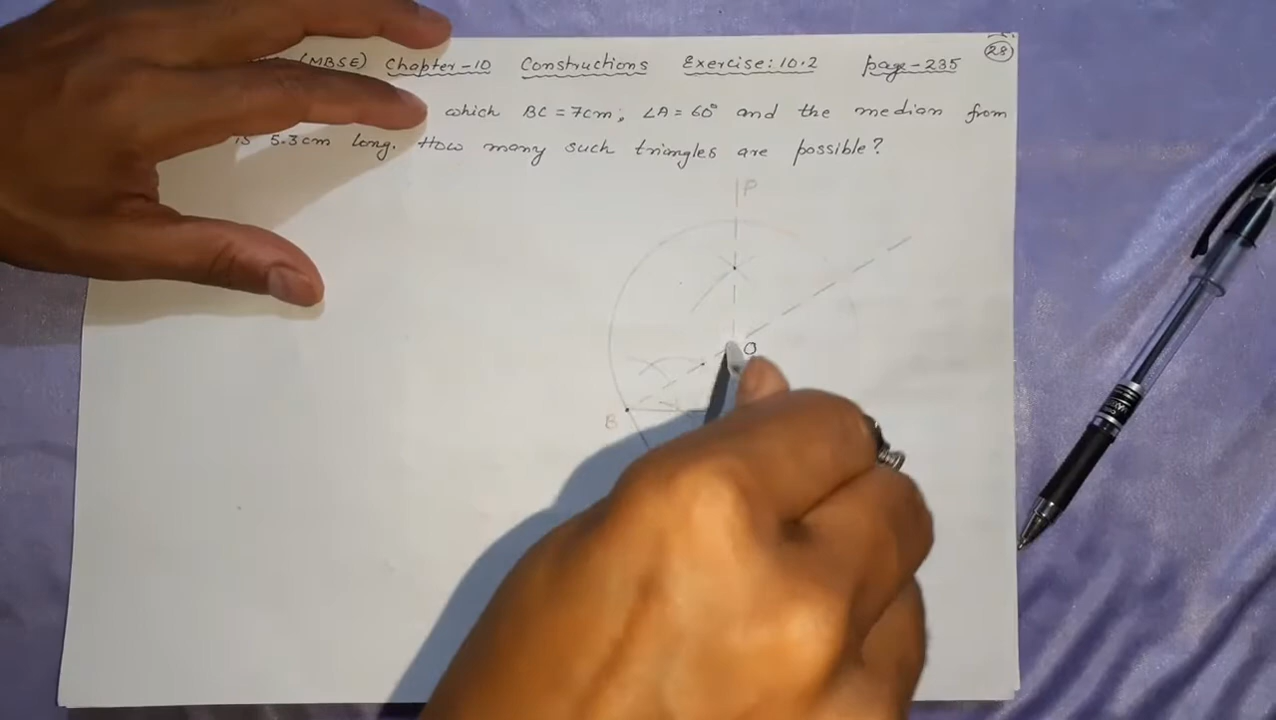 (MBSE) Chapter-10 Constructions Exercise: 10.2 page-235 28
which BC = 7cm; ∠A = 60° and the median from
is 5.3cm long. How many such triangles are possible?
P
O
B